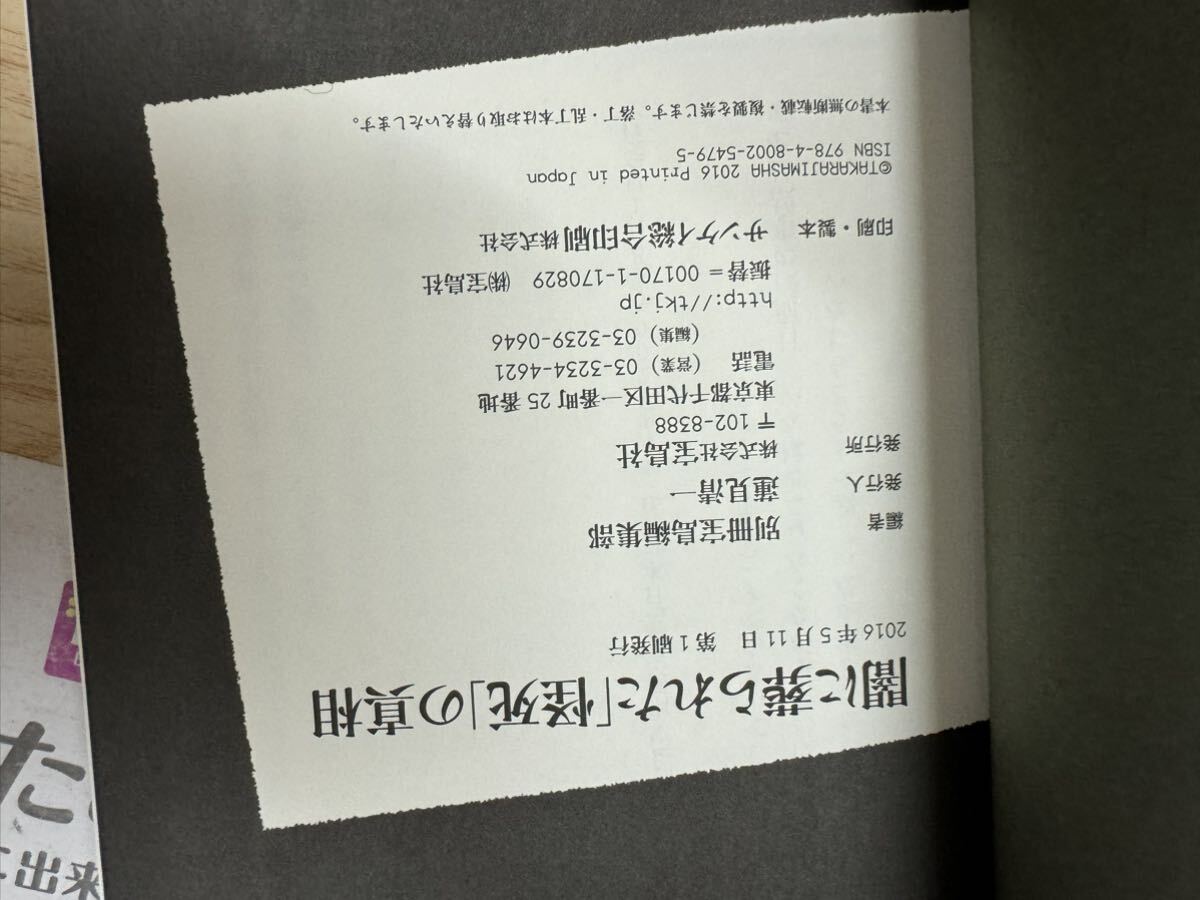 闇に葬られた「怪死」の真相
2016年5月11日　第1刷発行
編者　別冊宝島編集部
発行人　蓮見清一
発行所　株式会社宝島社
〒102-8388
東京都千代田区一番町25番地
電話　（営業）03-3234-4621
（編集）03-3239-0646
http://tkj.jp
振替＝00170-1-170829　㈱宝島社
印刷・製本　サンケイ総合印刷株式会社
©TAKARAJIMASHA 2016 Printed in Japan
ISBN 978-4-8002-5479-5
本書の無断転載・複製を禁じます。落丁・乱丁本はお取り替えいたします。
た
出来